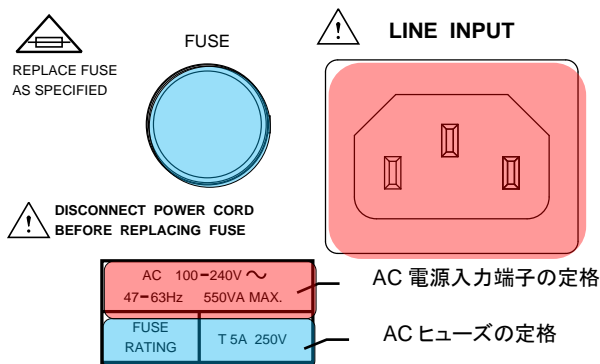 REPLACE FUSE
AS SPECIFIED
FUSE
LINE INPUT
DISCONNECT POWER CORD
BEFORE REPLACING FUSE
AC 100-240V ~
47-63Hz 550VA MAX.
AC 電源入力端子の定格
FUSE
RATING
T 5A 250V
AC ヒューズの定格